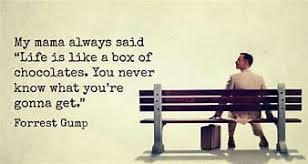 My mama always said
"Life is like a box of
chocolates. You never
know what you're
gonna get."
Forrest Gump